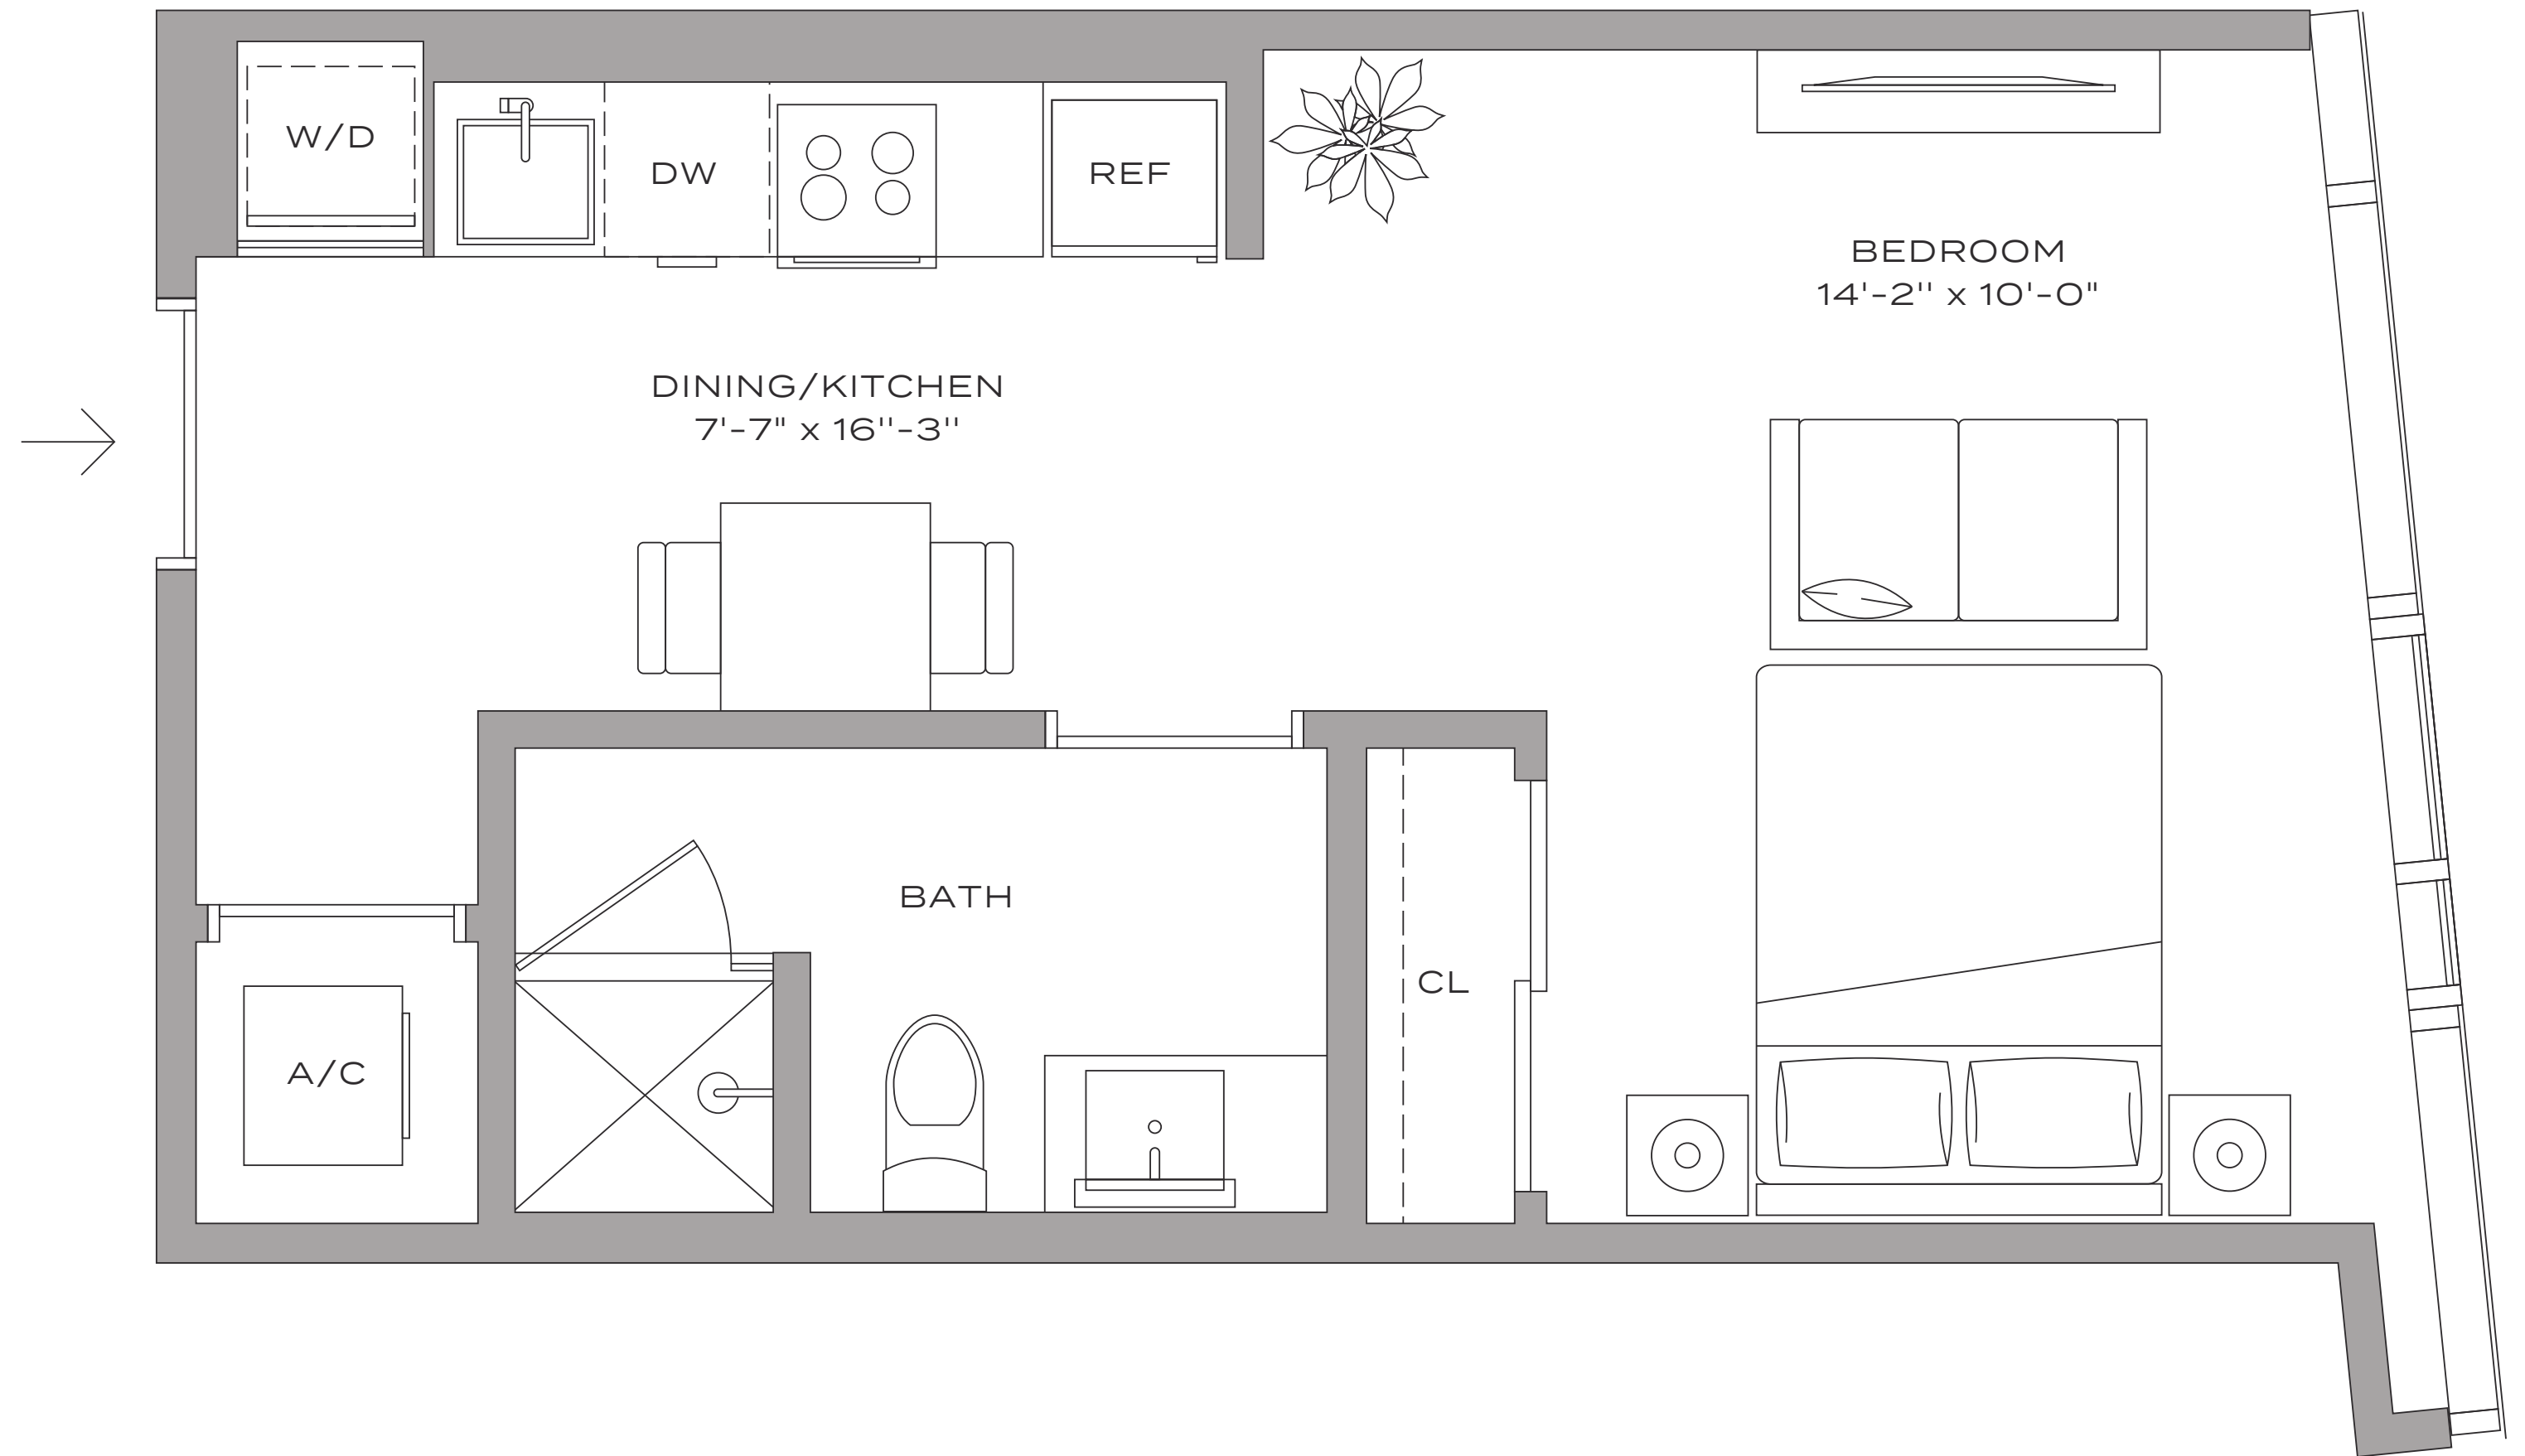 W/D
DW
REF
BEDROOM
14'-2'' x 10'-0"
DINING/KITCHEN
7'-7" x 16''-3''
BATH
CL
A/C